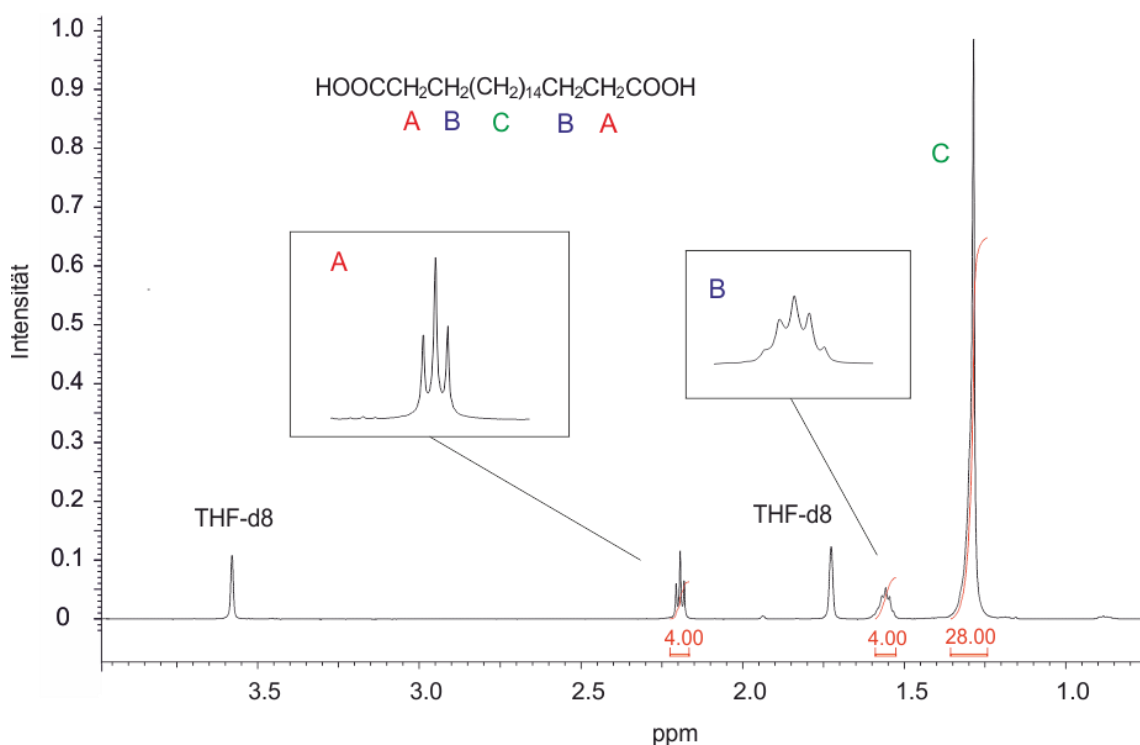 1.0
0.9
0.8
0.7
0.6
0.5
0.4
0.3
0.2
0.1
0
Intensität
HOOCCH₂CH₂(CH₂)₁₄CH₂CH₂COOH
A B C B A
C
A
B
THF-d8
THF-d8
4.00
4.00
28.00
3.5 3.0 2.5 2.0 1.5 1.0
ppm